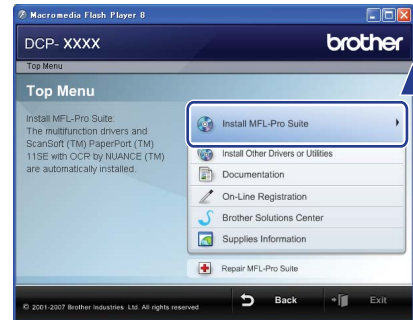 Macromedia Flash Player 8
DCP- XXXX
brother
Top Menu
Top Menu
Install MFL-Pro Suite:
The multifunction drivers and
ScanSoft (TM) PaperPort (TM)
11SE with OCR by NUANCE (TM)
are automatically installed.
Install MFL-Pro Suite
Install Other Drivers or Utilities
Documentation
On-Line Registration
Brother Solutions Center
Supplies Information
Repair MFL-Pro Suite
© 2001-2007 Brother Industries. Ltd. All rights reserved
Back
Exit